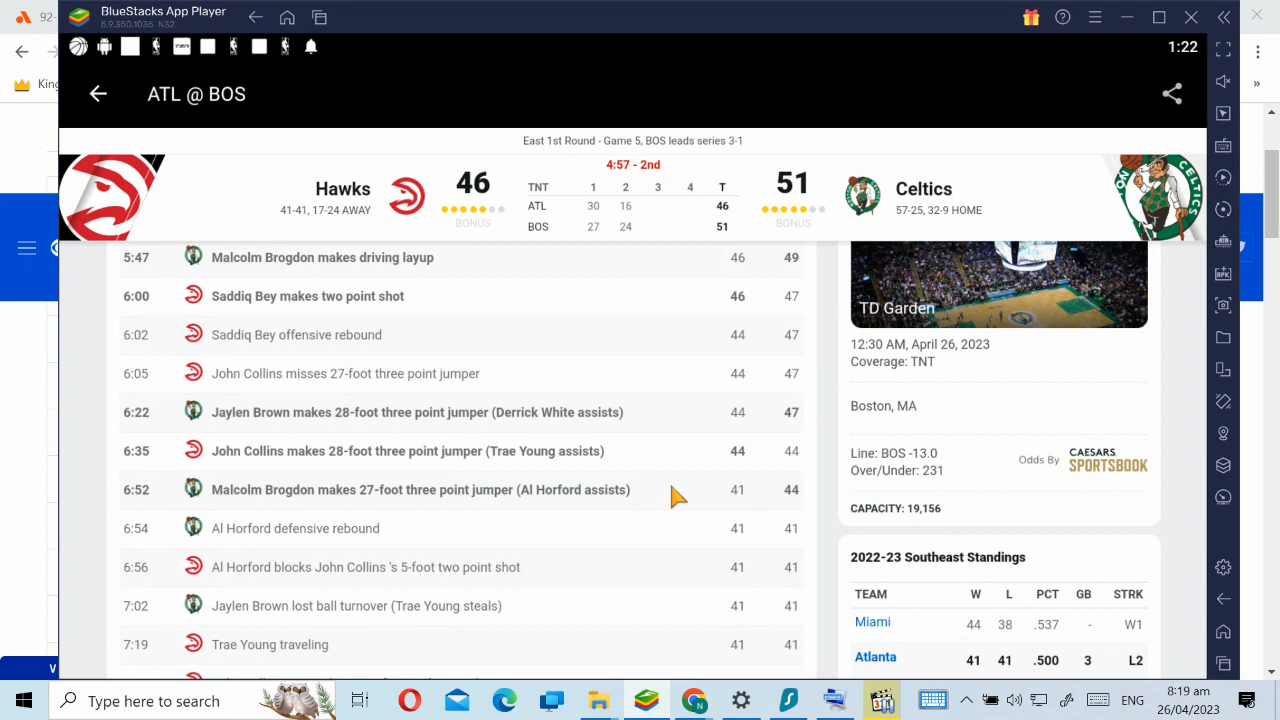 92-
BlueStacks App Player
5.9.350.1035 N32
King
»
1:22
ATL @ BOS
East 1st Round - Game 5, BOS leads series 3-1
Hawks
41-41, 17-24 AWAY
46
BONUS
4:57 - 2nd
TNT 1 2 3 4 T
ATL 30 16 46
BOS 27 24 51
51
BONUS
Celtics
57-25, 32-9 HOME
5:47 Malcolm Brogdon makes driving layup 46 49
6:00 Saddiq Bey makes two point shot 46 47
6:02 Saddiq Bey offensive rebound 44 47
6:05 John Collins misses 27-foot three point jumper 44 47
6:22 Jaylen Brown makes 28-foot three point jumper (Derrick White assists) 44 47
6:35 John Collins makes 28-foot three point jumper (Trae Young assists) 44 44
6:52 Malcolm Brogdon makes 27-foot three point jumper (Al Horford assists) 41 44
6:54 Al Horford defensive rebound 41 41
6:56 Al Horford blocks John Collins 's 5-foot two point shot 41 41
7:02 Jaylen Brown lost ball turnover (Trae Young steals) 41 41
7:19 Trae Young traveling 41 41
TD Garden
12:30 AM, April 26, 2023
Coverage: TNT
Boston, MA
Line: BOS -13.0
Over/Under: 231
Odds By CAESARS SPORTSBOOK
CAPACITY: 19,156
2022-23 Southeast Standings
TEAM W L PCT GB STRK
Miami 44 38 .537 - W1
Atlanta 41 41 .500 3 L2
Type here to search